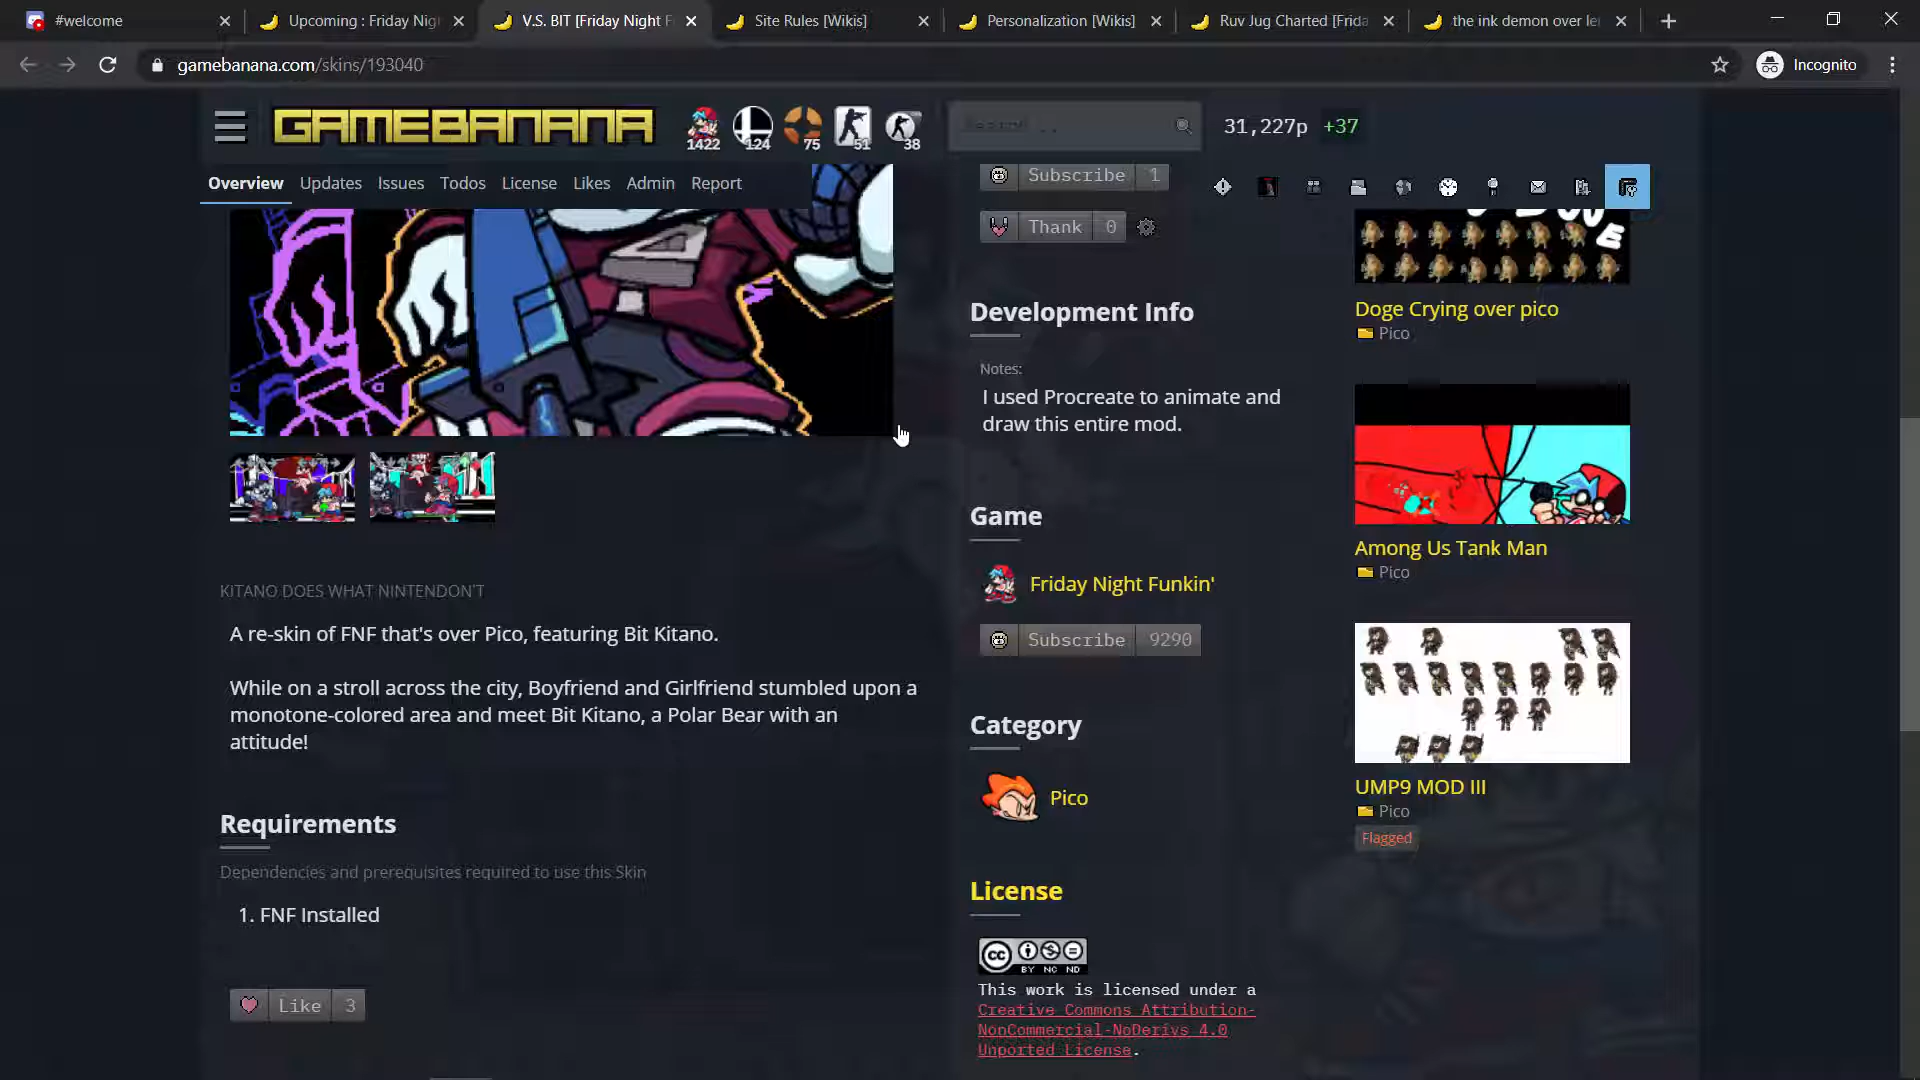 #welcome
Upcoming : Friday Nig
V.S. BIT [Friday Night F
Site Rules [Wikis]
Personalization [Wikis]
Ruv Jug Charted [Frida
the ink demon over le
gamebanana.com/skins/193040
Incognito
GAMEBANANA
1422
124
75
51
38
31,227p +37
Overview
Updates
Issues
Todos
License
Likes
Admin
Report
Subscribe 1
Thank 0
Development Info
Notes:
I used Procreate to animate and
draw this entire mod.
Game
Friday Night Funkin'
Subscribe 9290
Category
Pico
License
BY NC ND
This work is licensed under a
Creative Commons Attribution-
NonCommercial-NoDerivs 4.0
Unported License.
KITANO DOES WHAT NINTENDON'T
A re-skin of FNF that's over Pico, featuring Bit Kitano.
While on a stroll across the city, Boyfriend and Girlfriend stumbled upon a
monotone-colored area and meet Bit Kitano, a Polar Bear with an
attitude!
Requirements
Dependencies and prerequisites required to use this Skin
1. FNF Installed
Like 3
Doge Crying over pico
Pico
Among Us Tank Man
Pico
UMP9 MOD III
Pico
Flagged